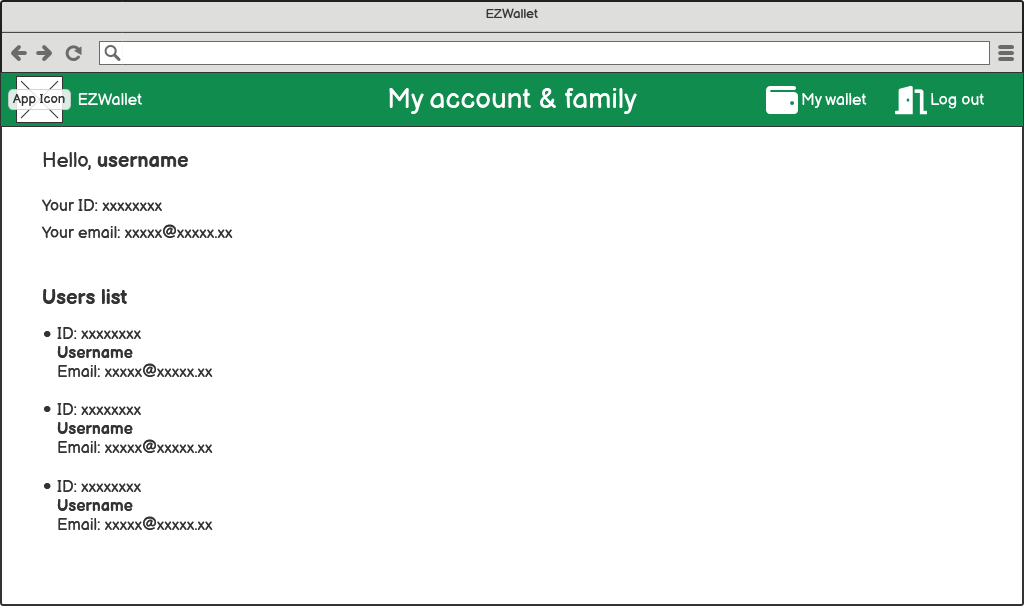 EZWallet
App Icon EZWallet My account & family My wallet Log out
Hello, username
Your ID: xxxxxxxx
Your email: xxxxx@xxxxx.xx
Users list
• ID: xxxxxxxx
Username
Email: xxxxx@xxxxx.xx
• ID: xxxxxxxx
Username
Email: xxxxx@xxxxx.xx
• ID: xxxxxxxx
Username
Email: xxxxx@xxxxx.xx